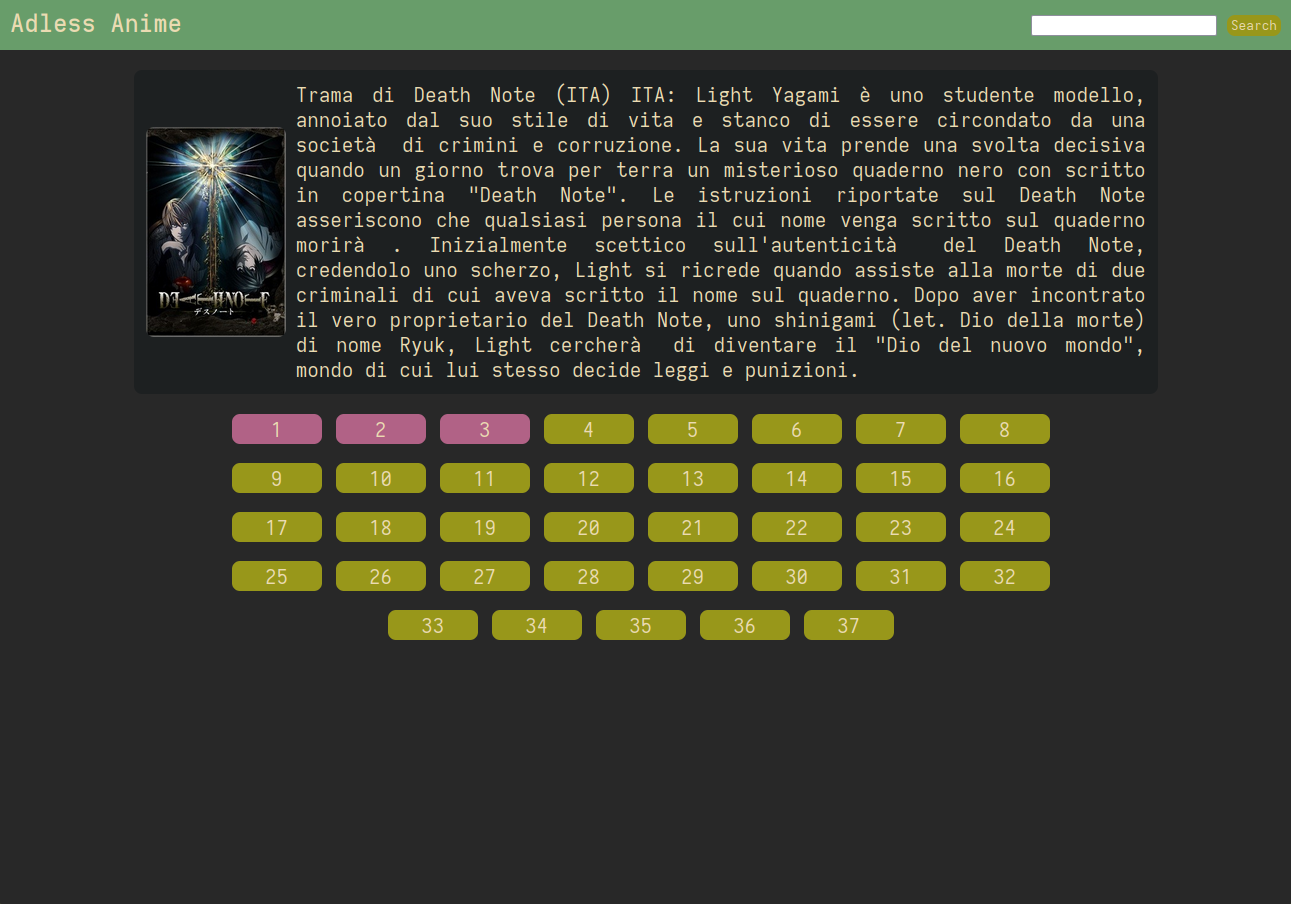 Adless Anime
Search
Trama di Death Note (ITA) ITA: Light Yagami è uno studente modello,
annoiato dal suo stile di vita e stanco di essere circondato da una
società  di crimini e corruzione. La sua vita prende una svolta decisiva
quando un giorno trova per terra un misterioso quaderno nero con scritto
in copertina "Death Note". Le istruzioni riportate sul Death Note
asseriscono che qualsiasi persona il cui nome venga scritto sul quaderno
morirà . Inizialmente scettico sull'autenticità  del Death Note,
credendolo uno scherzo, Light si ricrede quando assiste alla morte di due
criminali di cui aveva scritto il nome sul quaderno. Dopo aver incontrato
il vero proprietario del Death Note, uno shinigami (let. Dio della morte)
di nome Ryuk, Light cercherà  di diventare il "Dio del nuovo mondo",
mondo di cui lui stesso decide leggi e punizioni.
DEATHNOTE
デスノート
1 2 3 4 5 6 7 8
9 10 11 12 13 14 15 16
17 18 19 20 21 22 23 24
25 26 27 28 29 30 31 32
33 34 35 36 37